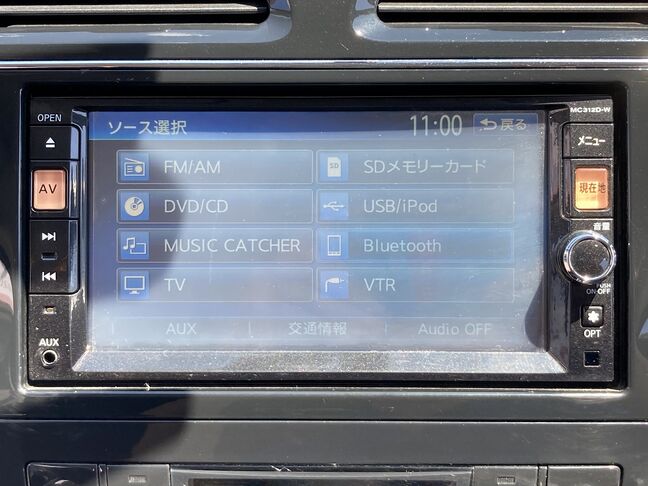 OPEN
MC312D-W
ソース選択
11:00
戻る
メニュー
AV
現在地
FM/AM
SD
SDメモリーカード
DVD/CD
USB/iPod
MUSIC CATCHER
Bluetooth
TV
VTR
音量
PUSH
ON·OFF
AUX
交通情報
Audio OFF
OPT
AUX